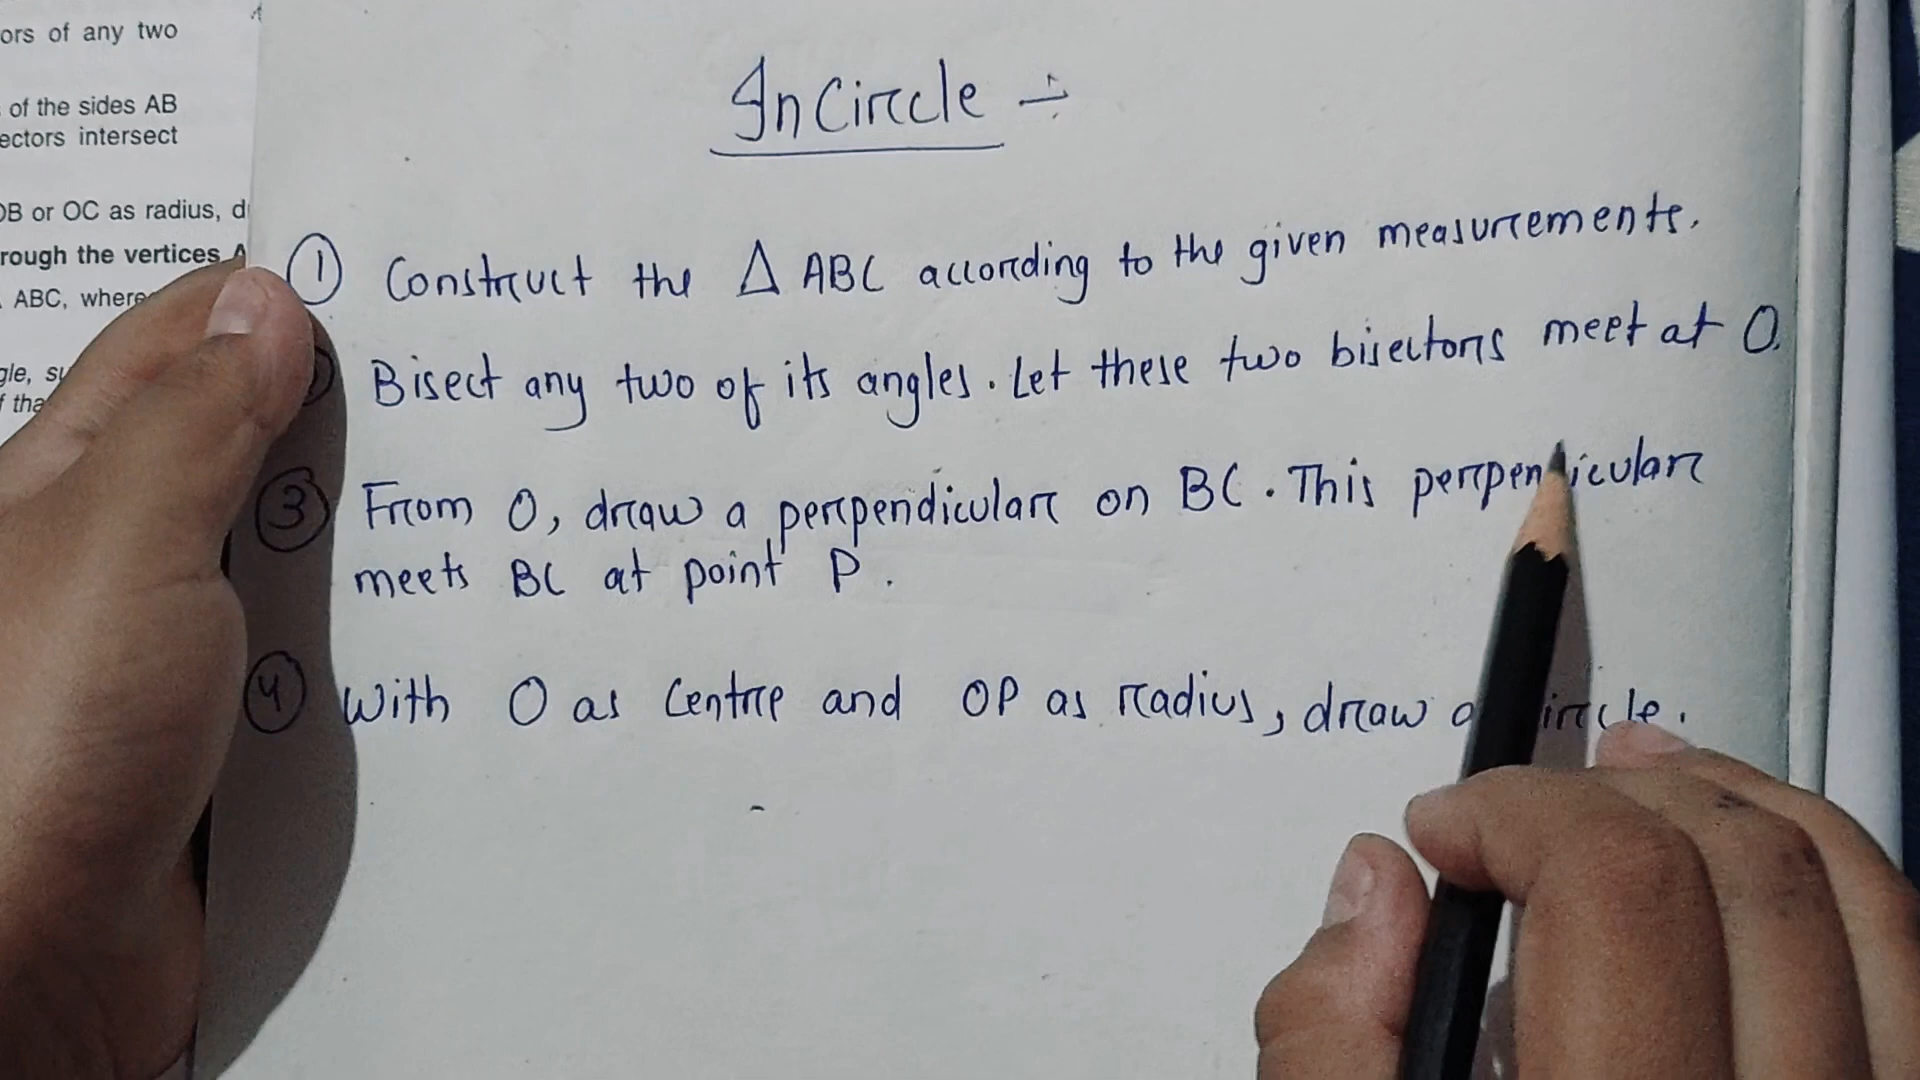 ors of any two
of the sides AB
ectors intersect
OB or OC as radius, d
rough the vertices A
ABC, where
gle, su
f tha
InCircle :-
① Construct the Δ ABC according to the given measurements.
Bisect any two of its angles. Let these two bisectors meet at O.
③ From O, draw a perpendicular on BC. This perpendicular
meets BC at point P.
④ With O as Centre and OP as radius, draw a circle.